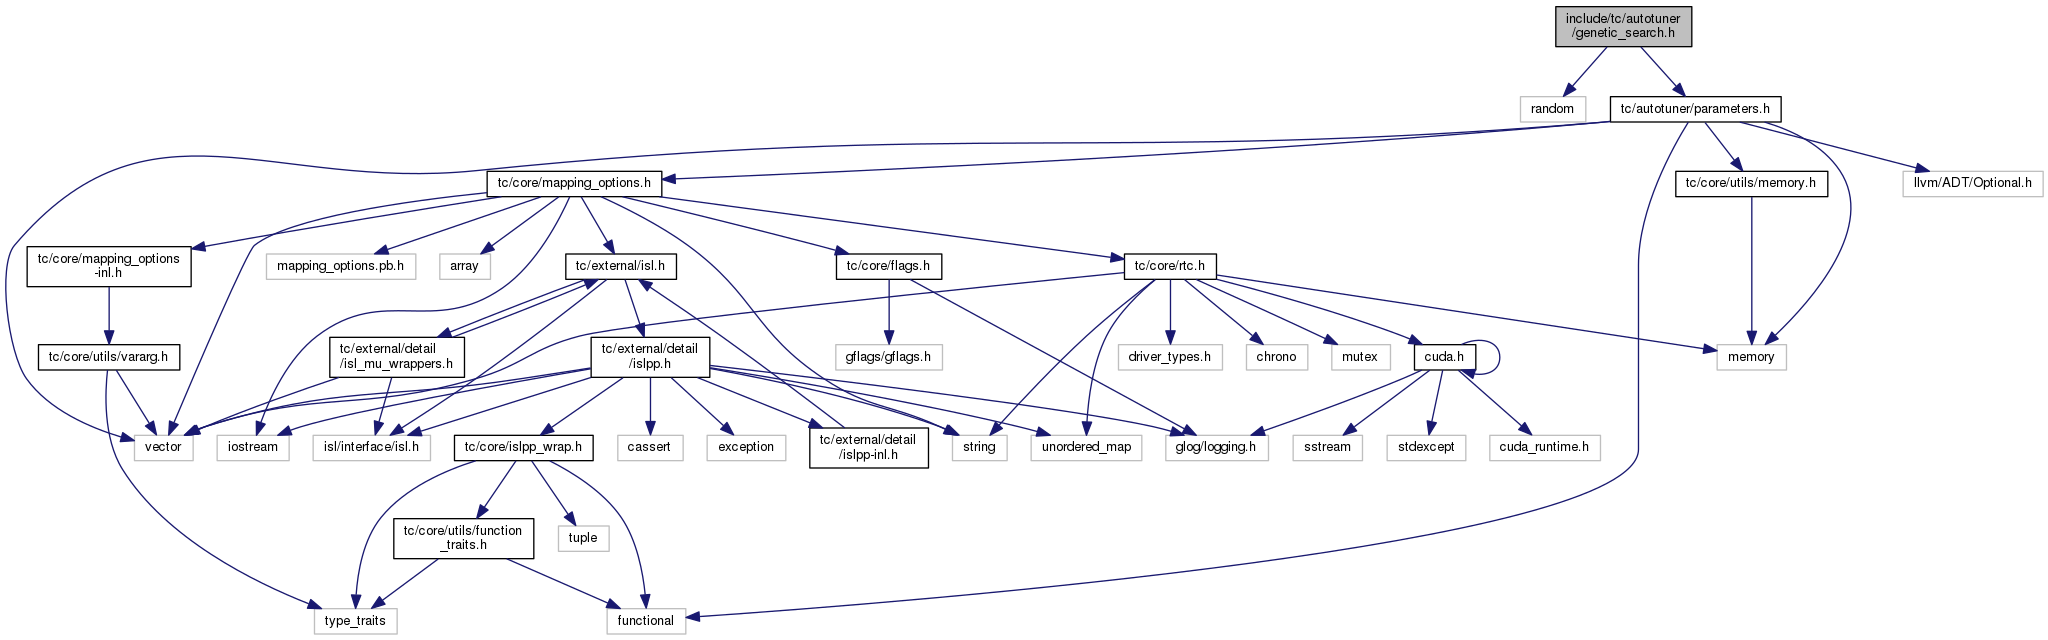 include/tc/autotuner
/genetic_search.h
random
tc/autotuner/parameters.h
tc/core/mapping_options.h
tc/core/utils/memory.h
llvm/ADT/Optional.h
tc/core/mapping_options
-inl.h
mapping_options.pb.h
array
tc/external/isl.h
tc/core/flags.h
tc/core/rtc.h
tc/core/utils/vararg.h
tc/external/detail
/isl_mu_wrappers.h
tc/external/detail
/islpp.h
gflags/gflags.h
driver_types.h
chrono
mutex
cuda.h
memory
vector
iostream
isl/interface/isl.h
tc/core/islpp_wrap.h
cassert
exception
tc/external/detail
/islpp-inl.h
string
unordered_map
glog/logging.h
sstream
stdexcept
cuda_runtime.h
tc/core/utils/function
_traits.h
tuple
type_traits
functional